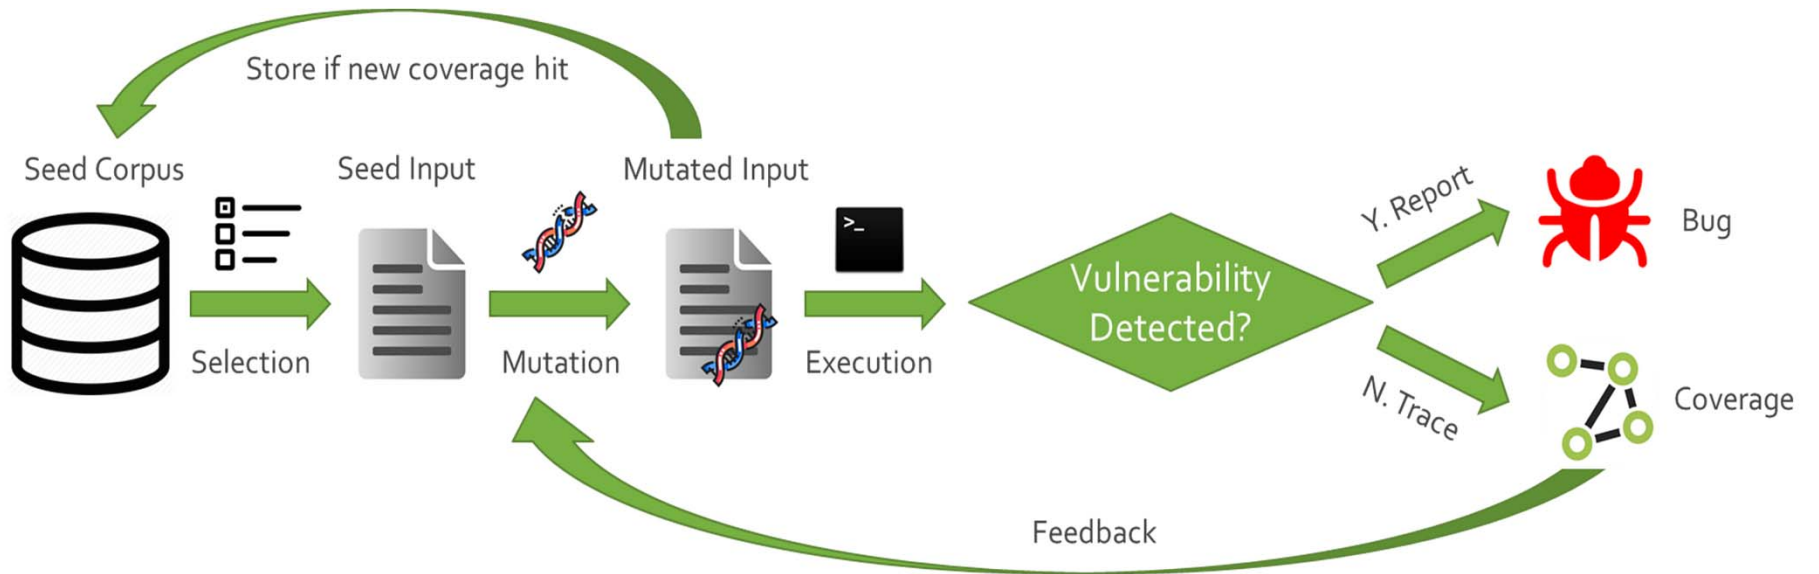 Store if new coverage hit
Seed Corpus
Seed Input
Mutated Input
>_
Selection
Mutation
Execution
Vulnerability
Detected?
Y. Report
Bug
N. Trace
Coverage
Feedback